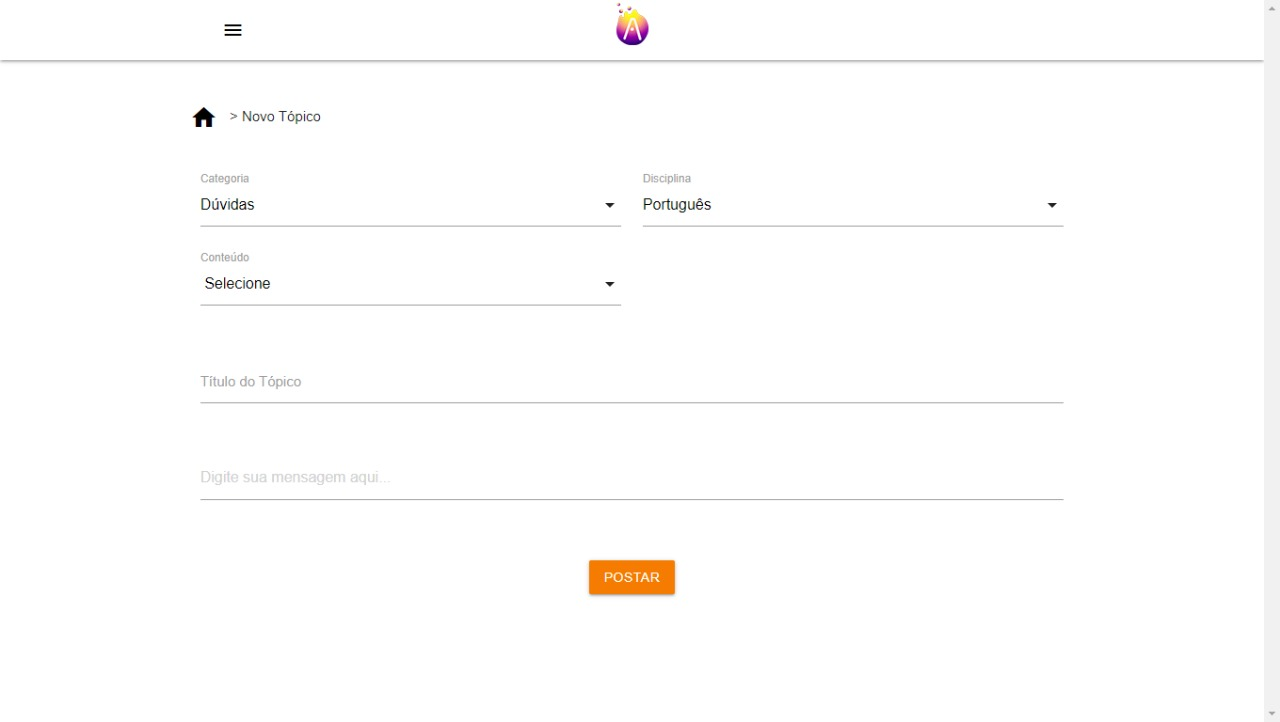 > Novo Tópico
Categoria
Disciplina
Dúvidas
Português
Conteúdo
Selecione
Título do Tópico
Digite sua mensagem aqui...
POSTAR